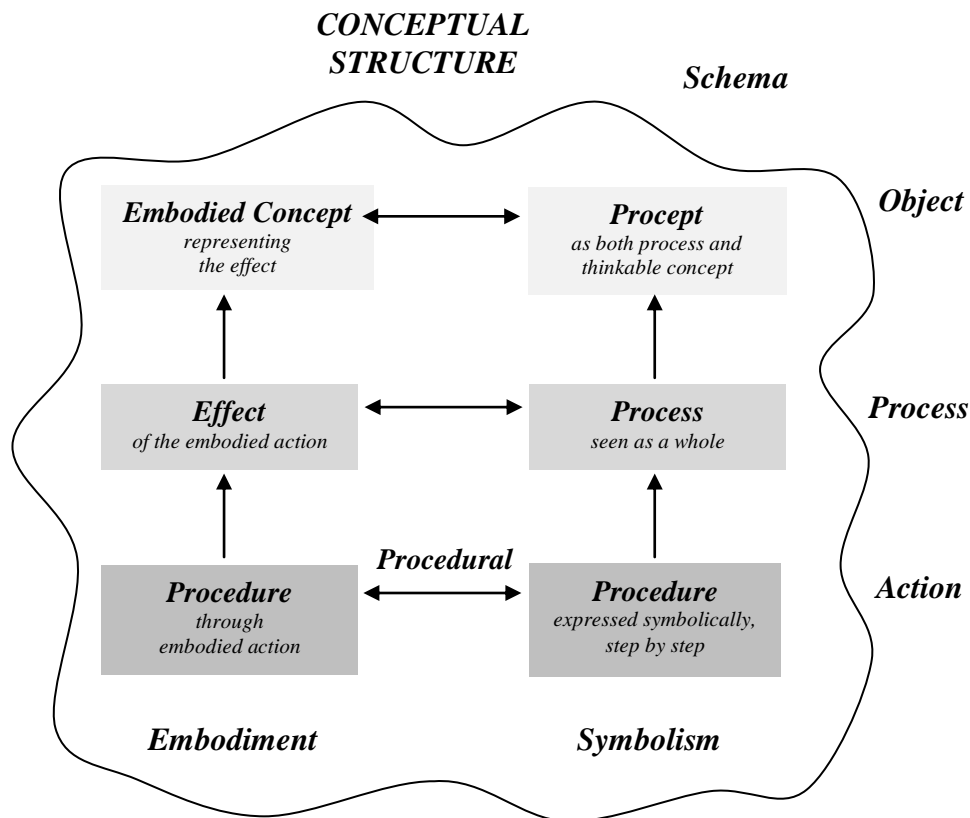 CONCEPTUAL
STRUCTURE
Schema
Embodied Concept
representing
the effect
Procept
as both process and
thinkable concept
Object
Effect
of the embodied action
Process
seen as a whole
Process
Procedural
Procedure
through
embodied action
Procedure
expressed symbolically,
step by step
Action
Embodiment
Symbolism